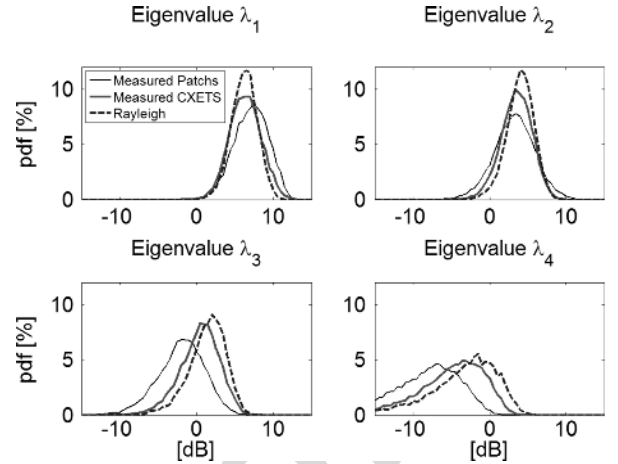 Eigenvalue λ1
Eigenvalue λ2
pdf [%]
10
5
0
Measured Patchs
Measured CXETS
Rayleigh
-10 0 10
10
5
0
-10 0 10
Eigenvalue λ3
Eigenvalue λ4
pdf [%]
10
5
0
-10 0 10
[dB]
10
5
0
-10 0 10
[dB]